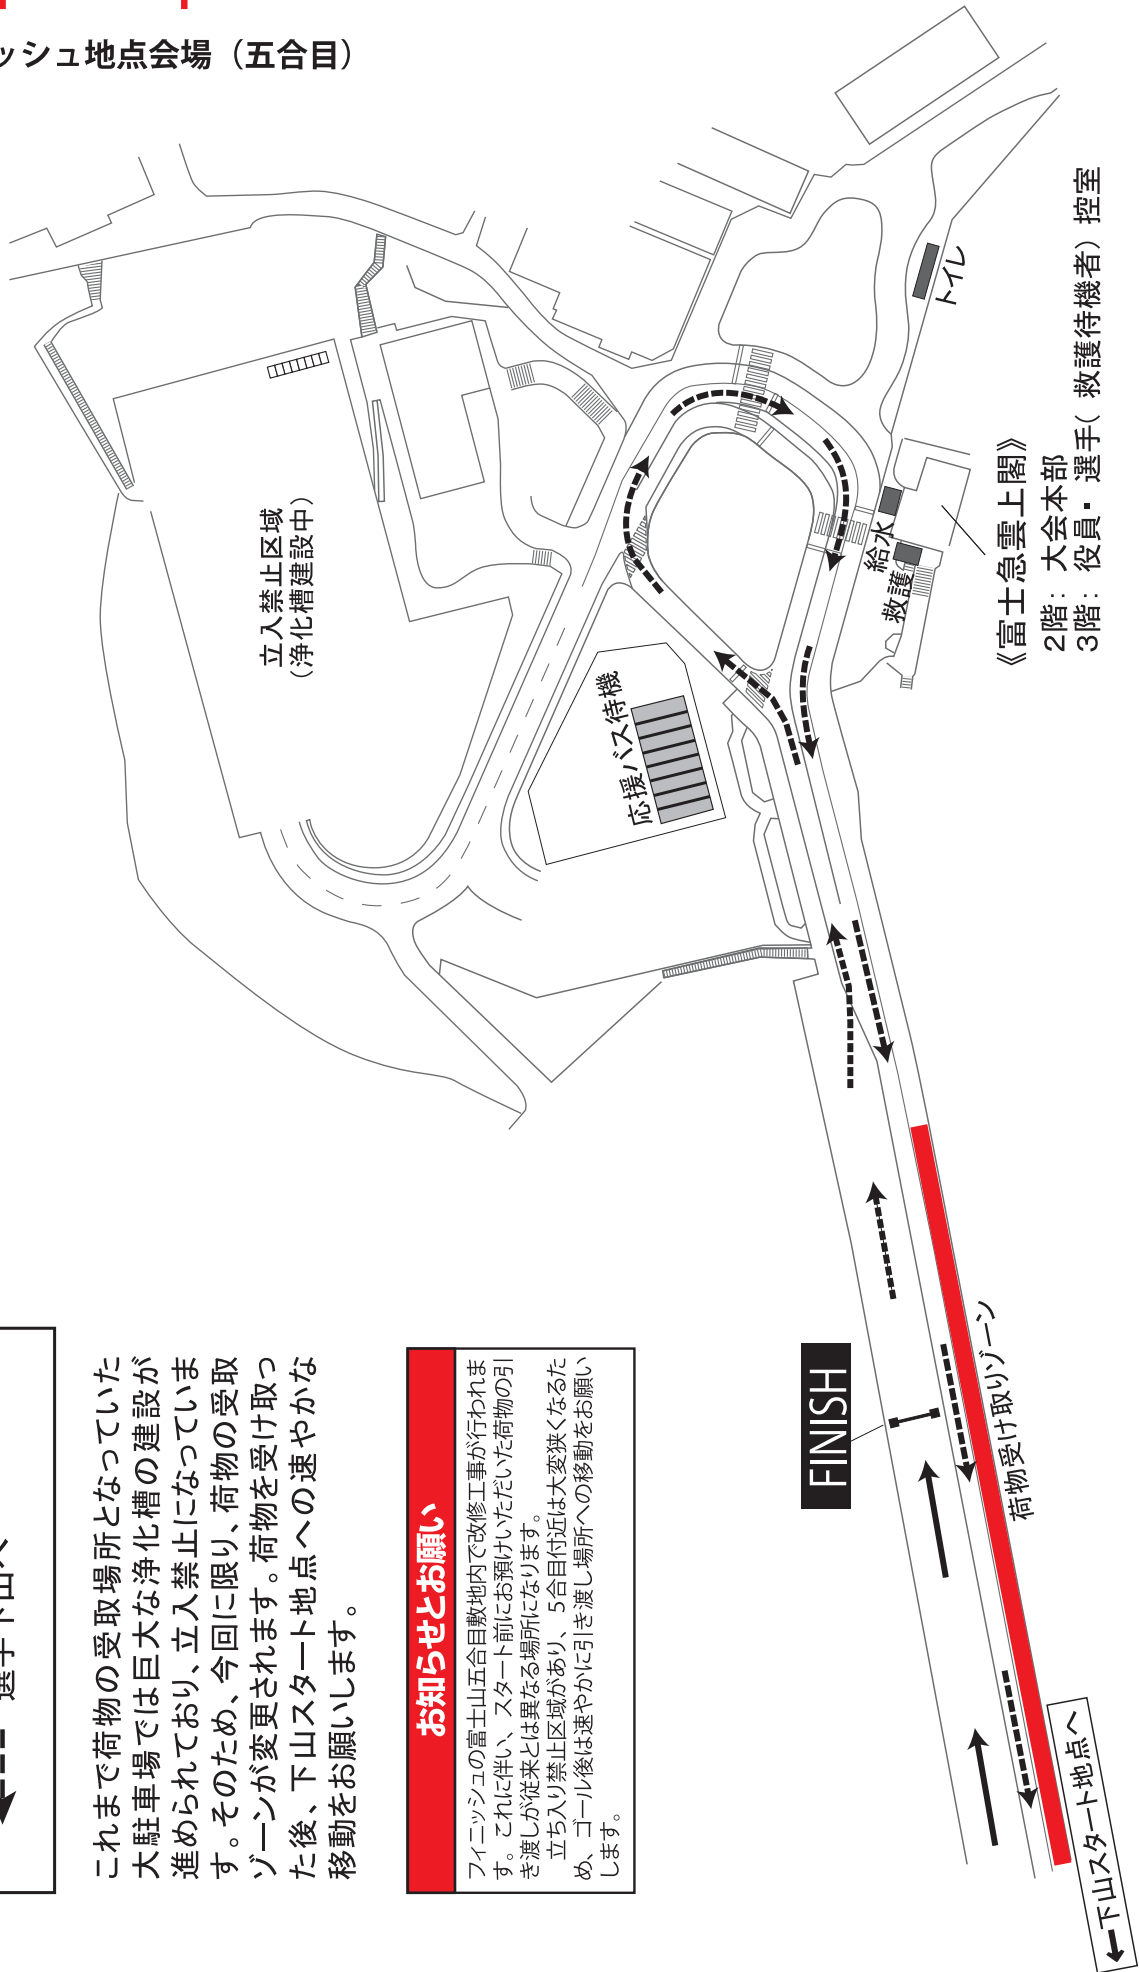 ッシュ地点会場（五合目）
選手下山へ
これまで荷物の受取場所となっていた
大駐車場では巨大な浄化槽の建設が
進められており、立入禁止になっていま
す。そのため、今回に限り、荷物の受取
ゾーンが変更されます。荷物を受け取っ
た後、下山スタート地点への速やかな
移動をお願いします。
お知らせとお願い
フィニッシュの富士山五合目敷地内で改修工事が行われま
す。これに伴い、スタート前にお預けいただいた荷物の引
き渡しが従来とは異なる場所になります。
立ち入り禁止区域があり、5合目付近は大変狭くなるた
め、ゴール後は速やかに引き渡し場所への移動をお願い
します。
立入禁止区域
（浄化槽建設中）
応援バス待機
FINISH
荷物受け取りゾーン
下山スタート地点へ
給水
救護
トイレ
《富士急雲上閣》
2階：大会本部
3階：役員・選手（救護待機者）控室